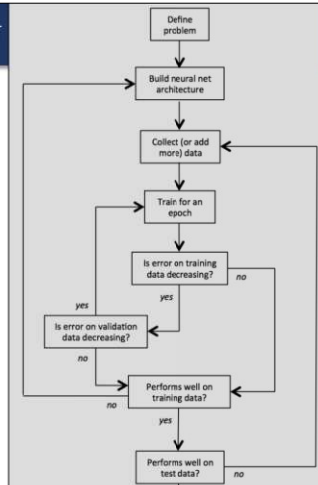 Define
problem
Build neural net
architecture
Collect (or add
more) data
Train for an
epoch
Is error on training
data decreasing?
no
yes
yes
Is error on validation
data decreasing?
no
Performs well on
training data?
no
yes
Performs well on
test data?
no